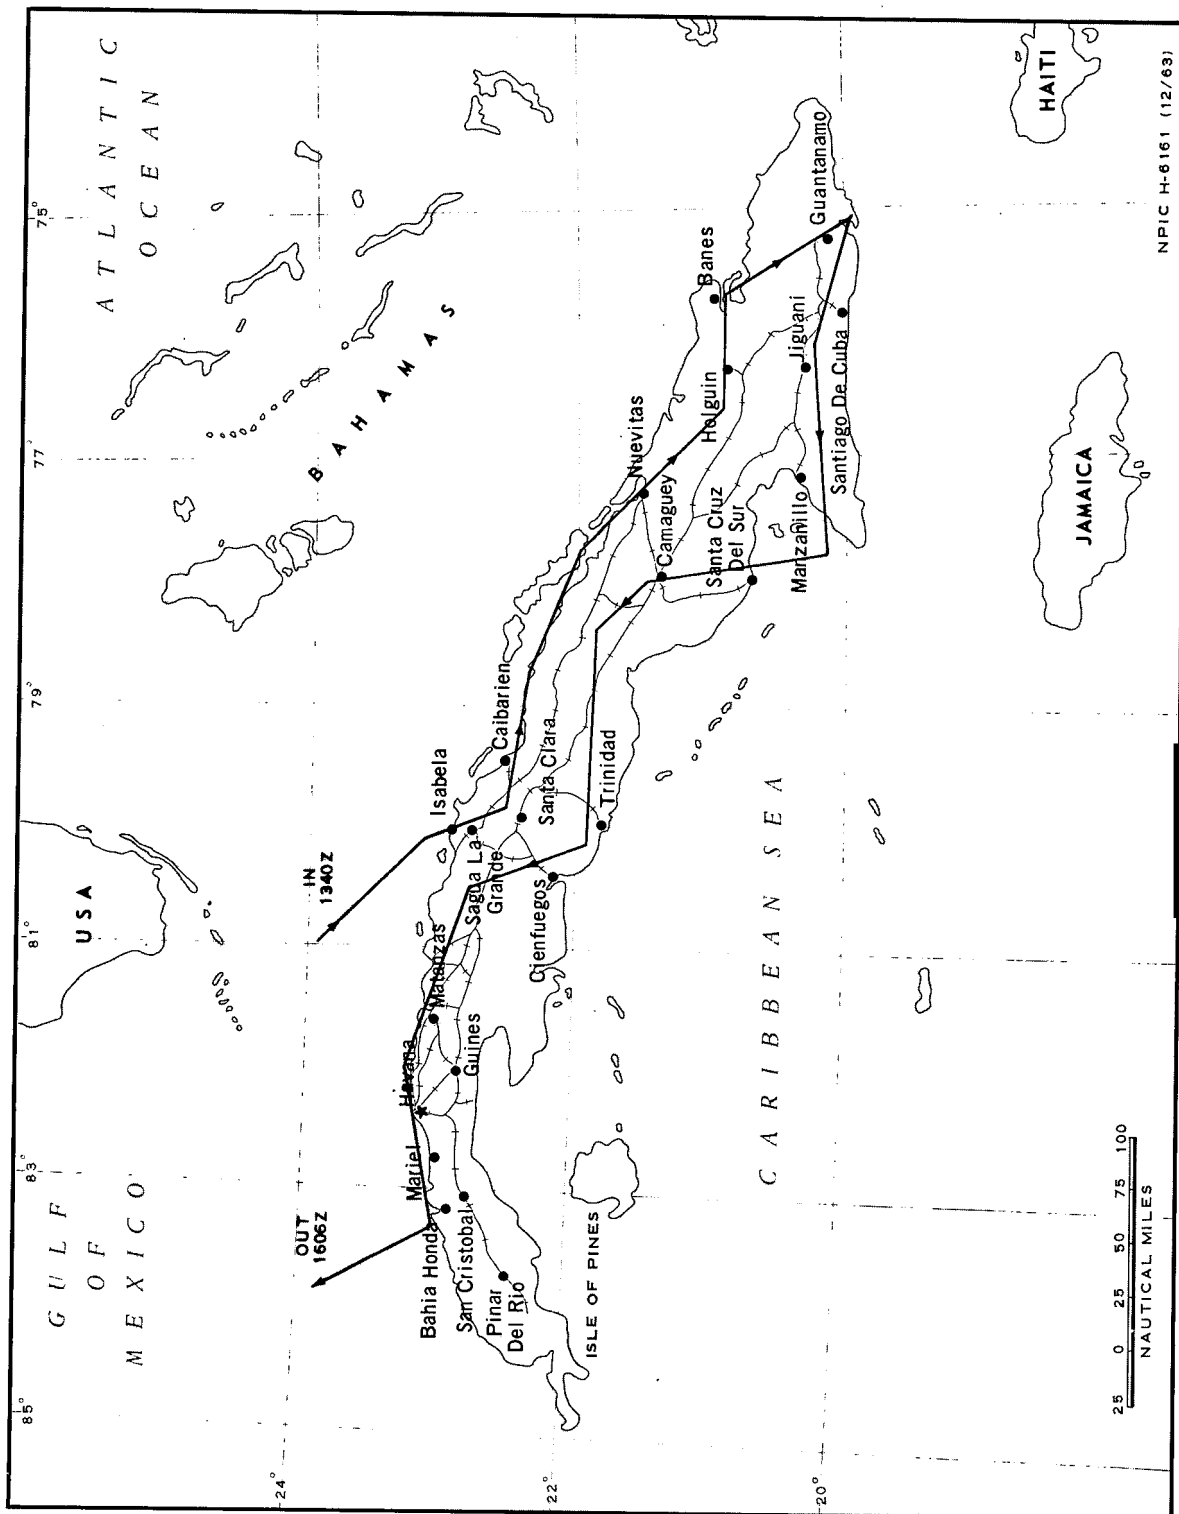 85°
83°
81°
79°
77°
75°
24°
22°
20°
GULF
OF
MEXICO
USA
ATLANTIC
OCEAN
BAHAMAS
OUT
1606Z
IN
1340Z
Havana
Mariel
Bahia Honda
San Cristobal
Pinar
Del Rio
Matanzas
Guines
Isabela
Sagua La
Grande
Caibarien
Santa Clara
Cienfuegos
Trinidad
Nuevitas
Camaguey
Santa Cruz
Del Sur
Holguin
Banes
Manzanillo
Jiguani
Santiago De Cuba
Guantanamo
ISLE OF PINES
CARIBBEAN SEA
JAMAICA
HAITI
25 0 25 50 75 100
NAUTICAL MILES
NPIC H-6161 (12/63)